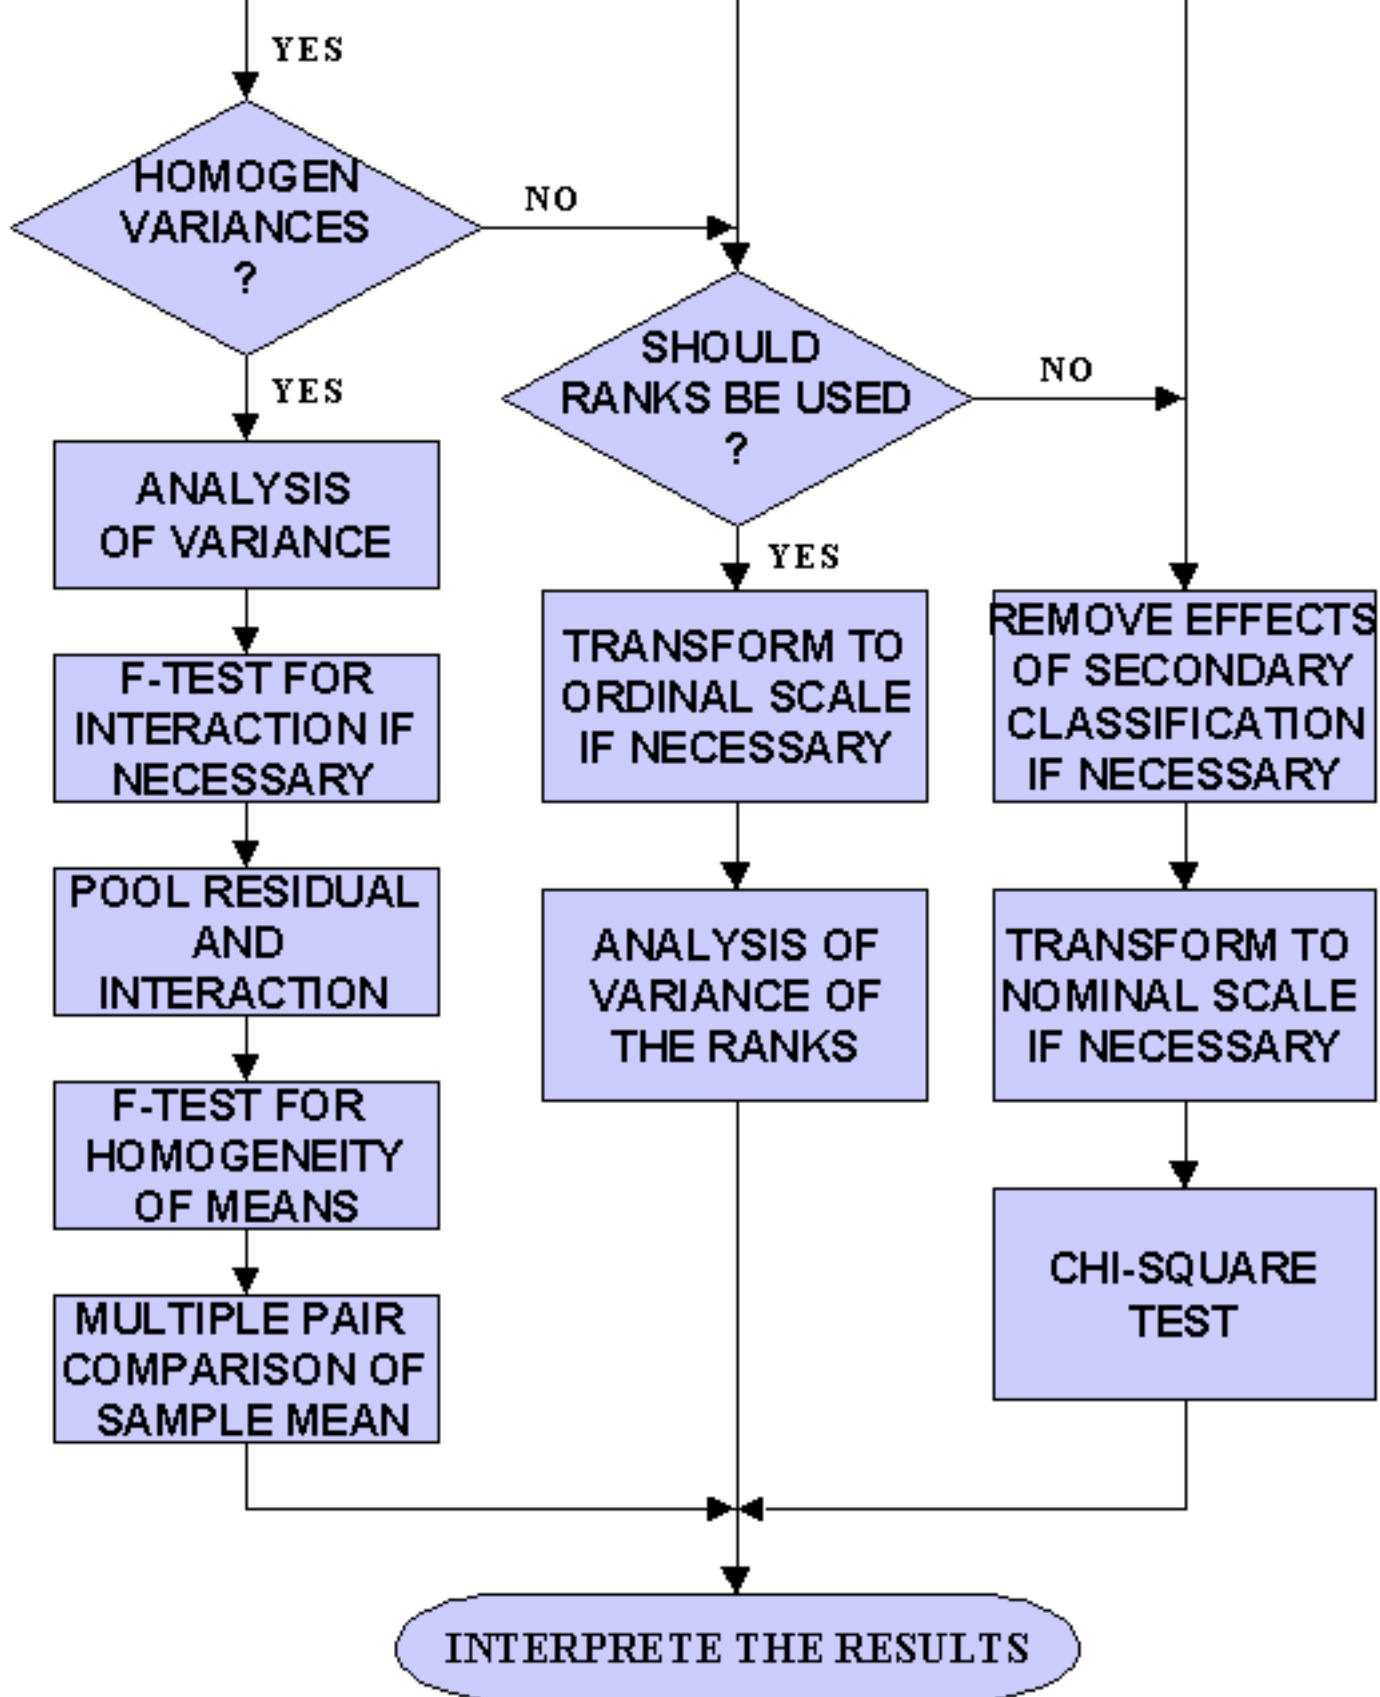 YES
HOMOGEN
VARIANCES
?
NO
YES
SHOULD
RANKS BE USED
?
NO
YES
ANALYSIS
OF VARIANCE
F-TEST FOR
INTERACTION IF
NECESSARY
POOL RESIDUAL
AND
INTERACTION
F-TEST FOR
HOMOGENEITY
OF MEANS
MULTIPLE PAIR
COMPARISON OF
SAMPLE MEAN
TRANSFORM TO
ORDINAL SCALE
IF NECESSARY
ANALYSIS OF
VARIANCE OF
THE RANKS
REMOVE EFFECTS
OF SECONDARY
CLASSIFICATION
IF NECESSARY
TRANSFORM TO
NOMINAL SCALE
IF NECESSARY
CHI-SQUARE
TEST
INTERPRETE THE RESULTS